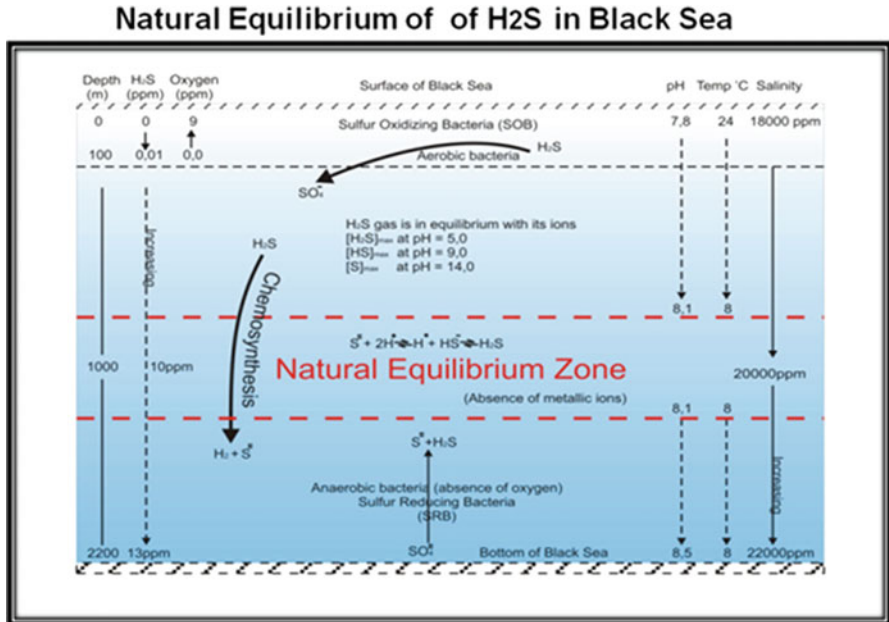 Natural Equilibrium of of H2S in Black Sea
Depth H₂S Oxygen Surface of Black Sea pH Temp °C Salinity
(m) (ppm) (ppm)
0 0 9 Sulfur Oxidizing Bacteria (SOB) 7,8 24 18000 ppm
H₂S
100 0,01 0,0 Aerobic bacteria
SO₄
H₂S gas is in equilibrium with its ions
[H₂S]max at pH = 5,0
[HS]max at pH = 9,0
[S]max at pH = 14,0
Increasing
H₂S
Chemosynthesis
8,1 8
1000 10ppm
Natural Equilibrium Zone
20000ppm
(Absence of metallic ions)
8,1 8
S⁼+H₂S
H₂ + S⁼
Anaerobic bacteria (absence of oxygen)
Sulfur Reducing Bacteria
(SRB)
Increasing
2200 13ppm SO₄⁼ Bottom of Black Sea 8,5 8 22000ppm